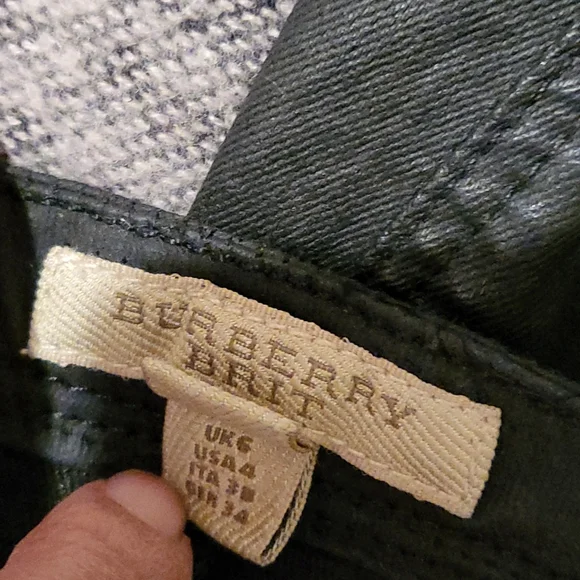 BURBERRY
BRIT
UK6
USA4
ITA 38
GER 34